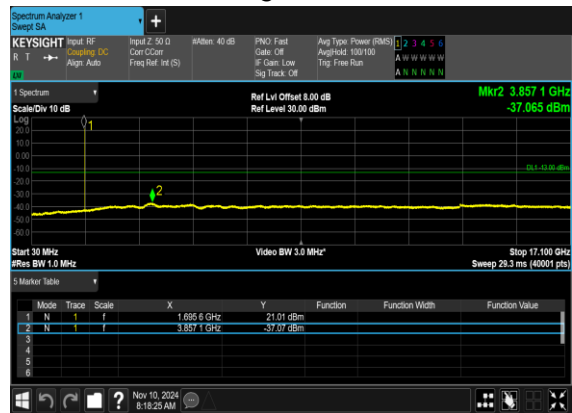 Spectrum Analyzer 1
Swept SA
+
KEYSIGHT Input: RF Input Z: 50 Ω #Atten: 40 dB PNO: Fast Avg Type: Power (RMS) 1 2 3 4 5 6
R T Coupling: DC Corr CCorr Gate: Off Avg|Hold: 100/100 A W W W W W
Align: Auto Freq Ref: Int (S) IF Gain: Low Trig: Free Run
LW Sig Track: Off A N N N N N
1 Spectrum Ref Lvl Offset 8.00 dB Mkr2 3.857 1 GHz
Scale/Div 10 dB Ref Level 30.00 dBm -37.065 dBm
Log
20.0 1
10.0
0.00
-10.0 DL1 -13.00 dBm
-20.0
-30.0 2
-40.0
-50.0
-60.0
Start 30 MHz Video BW 3.0 MHz* Stop 17.100 GHz
#Res BW 1.0 MHz Sweep 29.3 ms (40001 pts)
5 Marker Table
Mode Trace Scale X Y Function Function Width Function Value
1 N 1 f 1.695 6 GHz 21.01 dBm
2 N 1 f 3.857 1 GHz -37.07 dBm
3
4
5
6
? Nov 10, 2024
8:18:25 AM